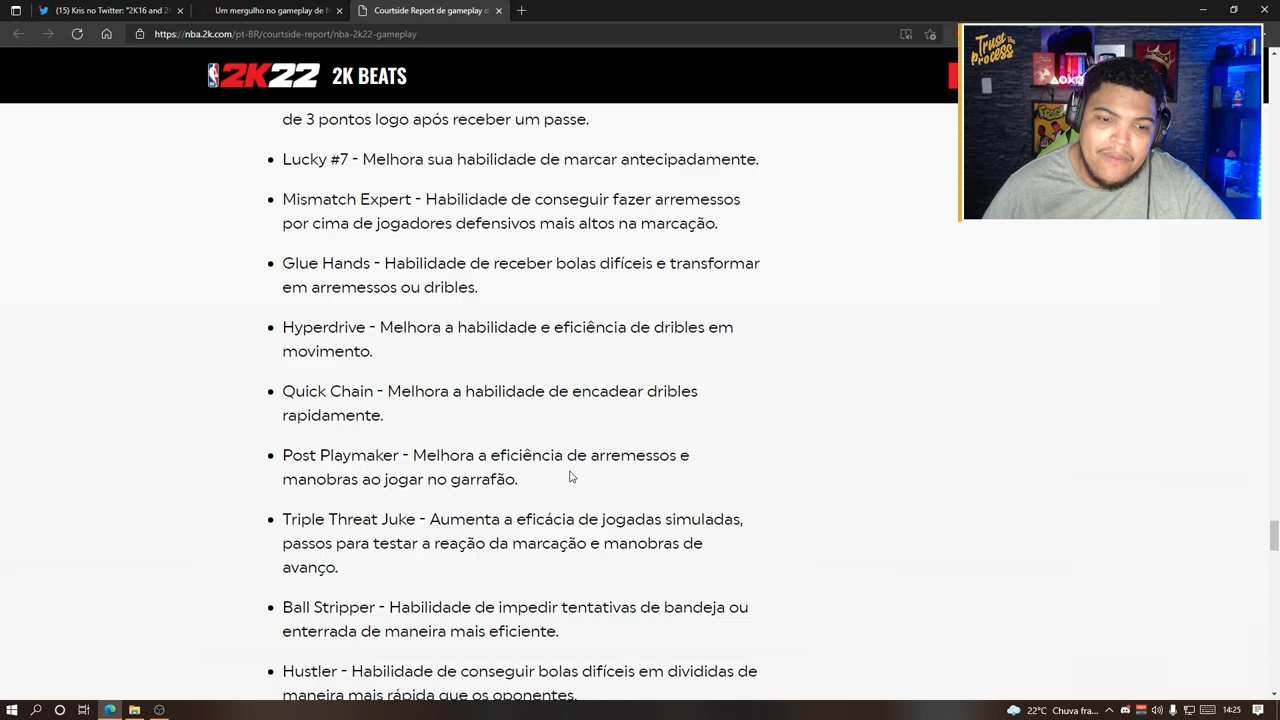 (15) Kris no Twitter: "2K16 and 2K
Um mergulho no gameplay de N
Courtside Report de gameplay d
https://nba.2k.com/pt-BR/courtside-report/nba-2k22-gameplay
2K22 2K BEATS
Trust the Process
de 3 pontos logo após receber um passe.
Lucky #7 - Melhora sua habilidade de marcar antecipadamente.
Mismatch Expert - Habilidade de conseguir fazer arremessos
por cima de jogadores defensivos mais altos na marcação.
Glue Hands - Habilidade de receber bolas difíceis e transformar
em arremessos ou dribles.
Hyperdrive - Melhora a habilidade e eficiência de dribles em
movimento.
Quick Chain - Melhora a habilidade de encadear dribles
rapidamente.
Post Playmaker - Melhora a eficiência de arremessos e
manobras ao jogar no garrafão.
Triple Threat Juke - Aumenta a eficácia de jogadas simuladas,
passos para testar a reação da marcação e manobras de
avanço.
Ball Stripper - Habilidade de impedir tentativas de bandeja ou
enterrada de maneira mais eficiente.
Hustler - Habilidade de conseguir bolas difíceis em divididas de
maneira mais rápida que os oponentes.
22°C Chuva fra... 14:25